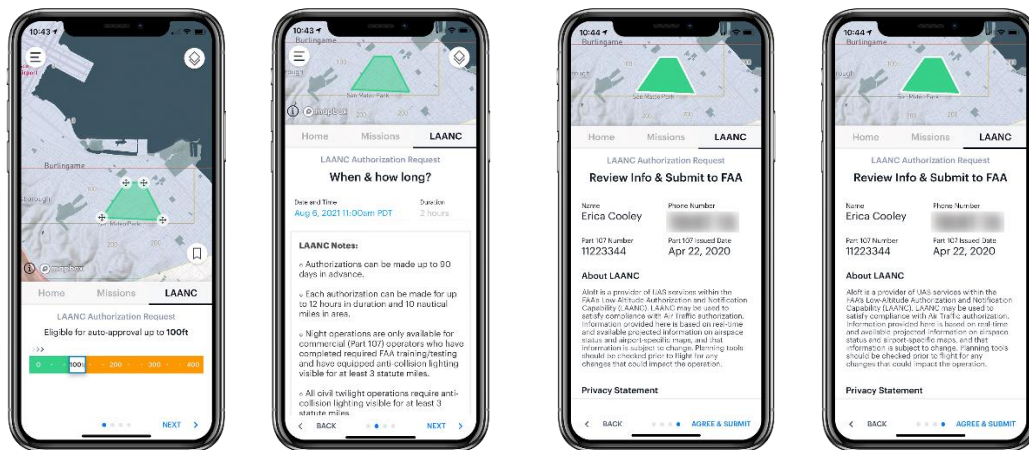 10:43
Burlingame
100
San Mateo Park
200
200
mapbox
Home Missions LAANC
LAANC Authorization Request
Eligible for auto-approval up to 100ft
>>>
0 100 200 300 400
NEXT >
10:43
Burlingame
100
San Mateo Park
mapbox
200
200
Home Missions LAANC
LAANC Authorization Request
When & how long?
Date and Time Duration
Aug 6, 2021 11:00am PDT 2 hours
LAANC Notes:
Authorizations can be made up to 90
days in advance.
Each authorization can be made for up
to 12 hours in duration and 10 nautical
miles in area.
Night operations are only available for
commercial (Part 107) operators who have
completed required FAA training/testing
and have equipped anti-collision lighting
visible for at least 3 statute miles.
All civil twilight operations require anti-
collision lighting visible for at least 3
statute miles
< BACK NEXT >
10:44
Burlingame
100
San Mateo Park
200
200
Home Missions LAANC
LAANC Authorization Request
Review Info & Submit to FAA
Name Phone Number
Erica Cooley
Part 107 Number Part 107 Issued Date
11223344 Apr 22, 2020
About LAANC
Aloft is a provider of UAS services within the
FAA's Low-Altitude Authorization and Notification
Capability (LAANC). LAANC may be used to
satisfy compliance with Air Traffic authorization.
Information provided here is based on real-time
and available projected information on airspace
status and airport-specific maps, and that
information is subject to change. Planning tools
should be checked prior to flight for any
changes that could impact the operation.
Privacy Statement
< BACK AGREE & SUBMIT
10:44
Burlingame
100
San Mateo Park
200
200
Home Missions LAANC
LAANC Authorization Request
Review Info & Submit to FAA
Name Phone Number
Erica Cooley
Part 107 Number Part 107 Issued Date
11223344 Apr 22, 2020
About LAANC
Aloft is a provider of UAS services within the
FAA's Low-Altitude Authorization and Notification
Capability (LAANC). LAANC may be used to
satisfy compliance with Air Traffic authorization.
Information provided here is based on real-time
and available projected information on airspace
status and airport-specific maps, and that
information is subject to change. Planning tools
should be checked prior to flight for any
changes that could impact the operation.
Privacy Statement
< BACK AGREE & SUBMIT